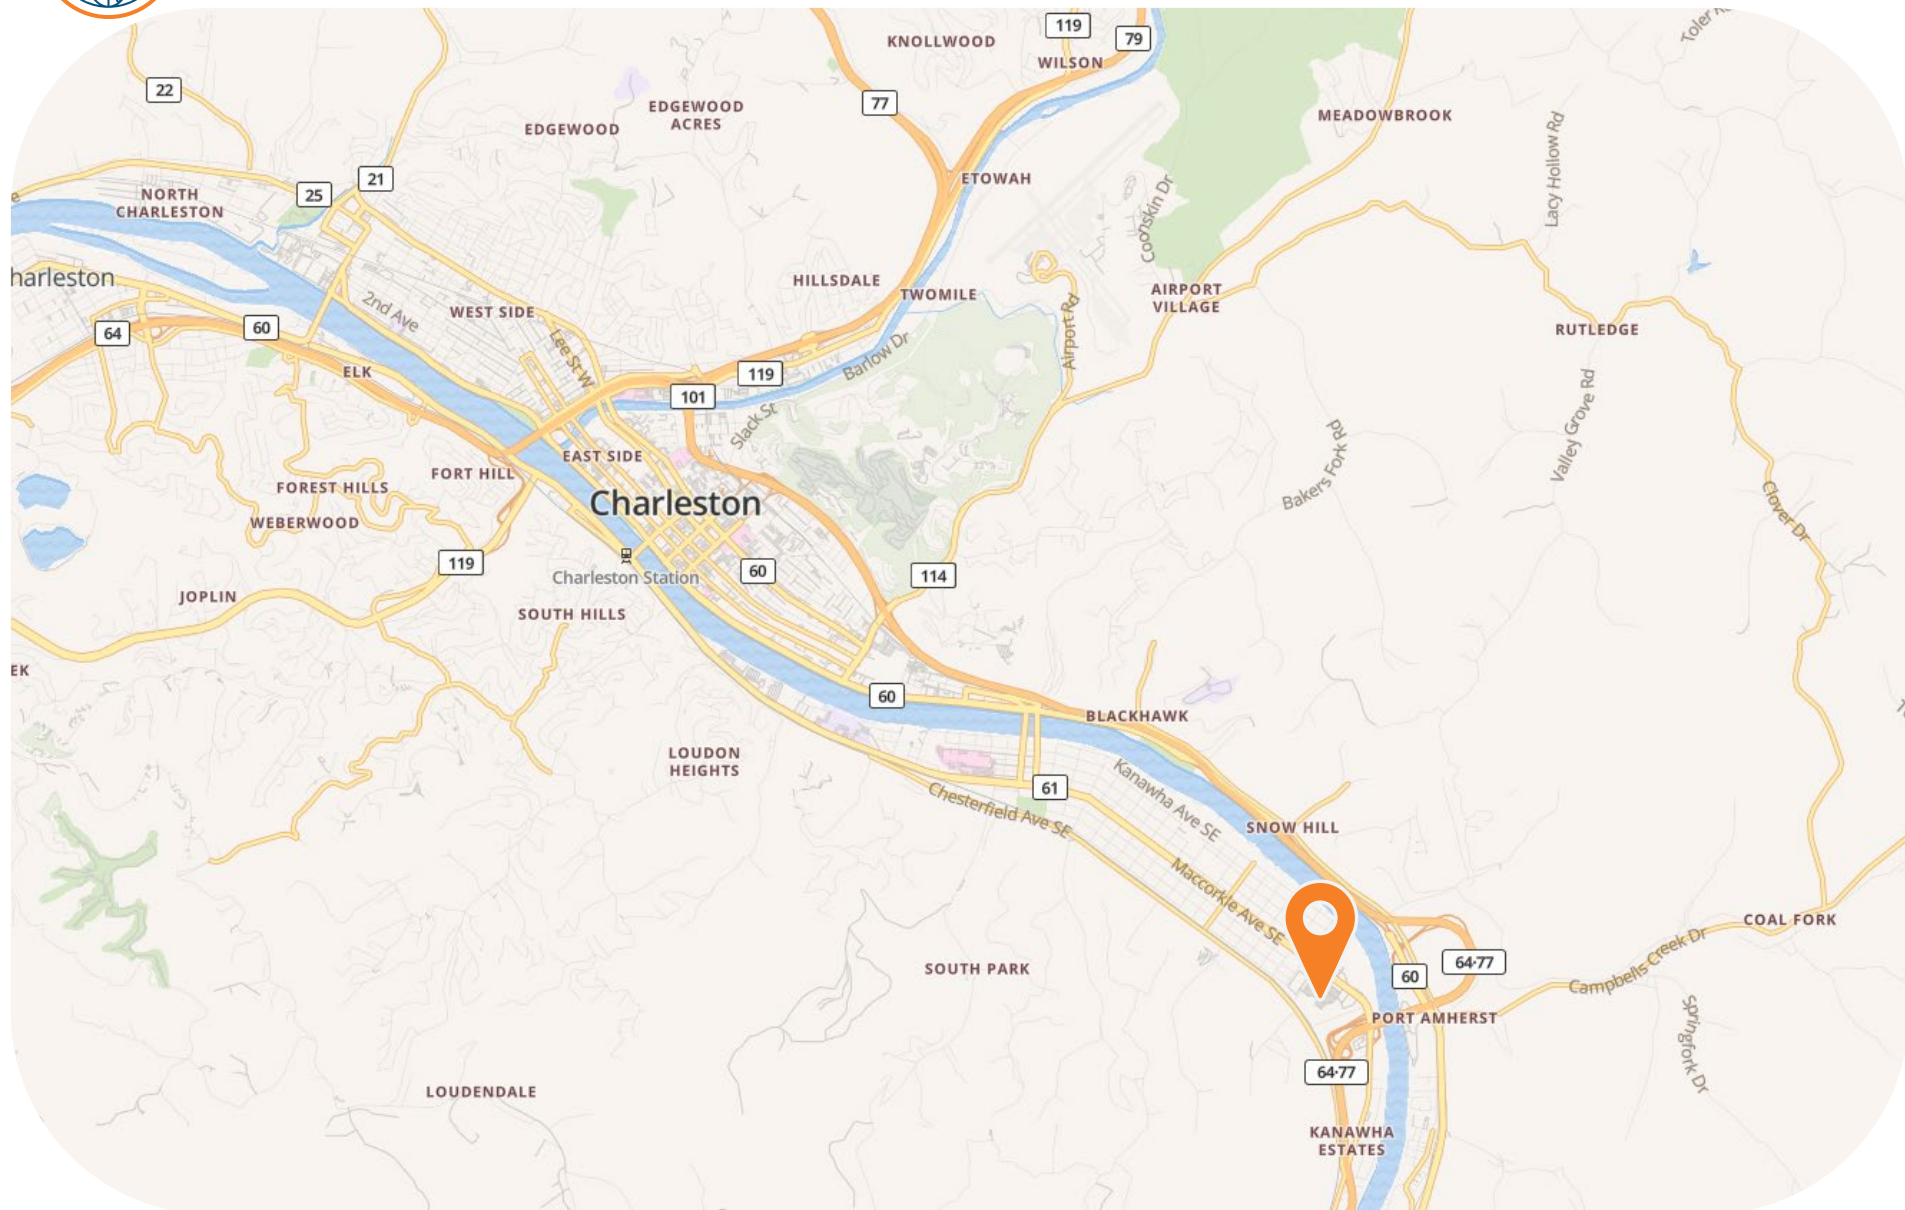 119
79
KNOLLWOOD
WILSON
22
77
EDGEWOOD
ACRES
EDGEWOOD
MEADOWBROOK
Lacy Hollow Rd
21
25
ETOWAH
NORTH
CHARLESTON
Coonskin Dr
harleston
HILLSDALE
TWOMILE
AIRPORT
VILLAGE
2nd Ave
WEST SIDE
Airport Rd
64
60
RUTLEDGE
Lee St W
Barlow Dr
ELK
119
101
Slack St
Valley Grove Rd
Bakers Fork Rd
EAST SIDE
FORT HILL
FOREST HILLS
Charleston
Clover Dr
WEBERWOOD
119
Charleston Station
60
114
JOPLIN
SOUTH HILLS
EK
60
BLACKHAWK
LOUDON
HEIGHTS
61
Kanawha Ave SE
Chesterfield Ave SE
SNOW HILL
Maccorkle Ave SE
COAL FORK
64·77
60
SOUTH PARK
Campbells Creek Dr
PORT AMHERST
Springfork Dr
64·77
LOUDENDALE
KANAWHA
ESTATES